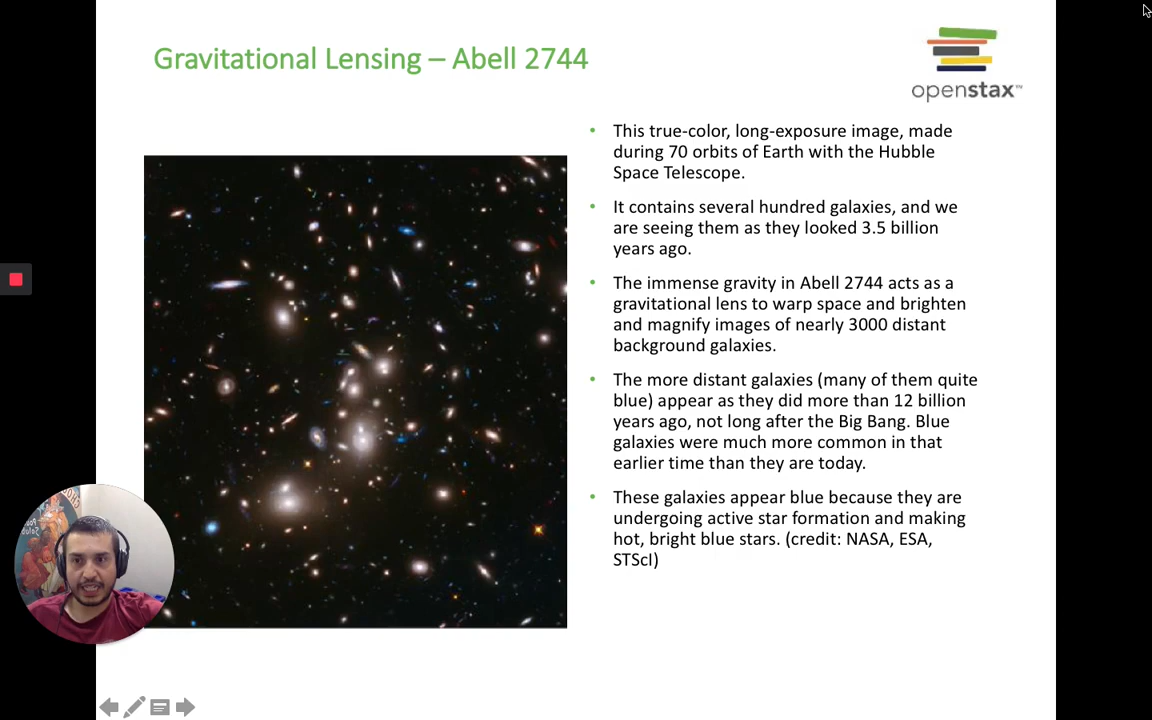 Gravitational Lensing – Abell 2744
openstax™
• This true-color, long-exposure image, made
during 70 orbits of Earth with the Hubble
Space Telescope.
• It contains several hundred galaxies, and we
are seeing them as they looked 3.5 billion
years ago.
• The immense gravity in Abell 2744 acts as a
gravitational lens to warp space and brighten
and magnify images of nearly 3000 distant
background galaxies.
• The more distant galaxies (many of them quite
blue) appear as they did more than 12 billion
years ago, not long after the Big Bang. Blue
galaxies were much more common in that
earlier time than they are today.
• These galaxies appear blue because they are
undergoing active star formation and making
hot, bright blue stars. (credit: NASA, ESA,
STScI)